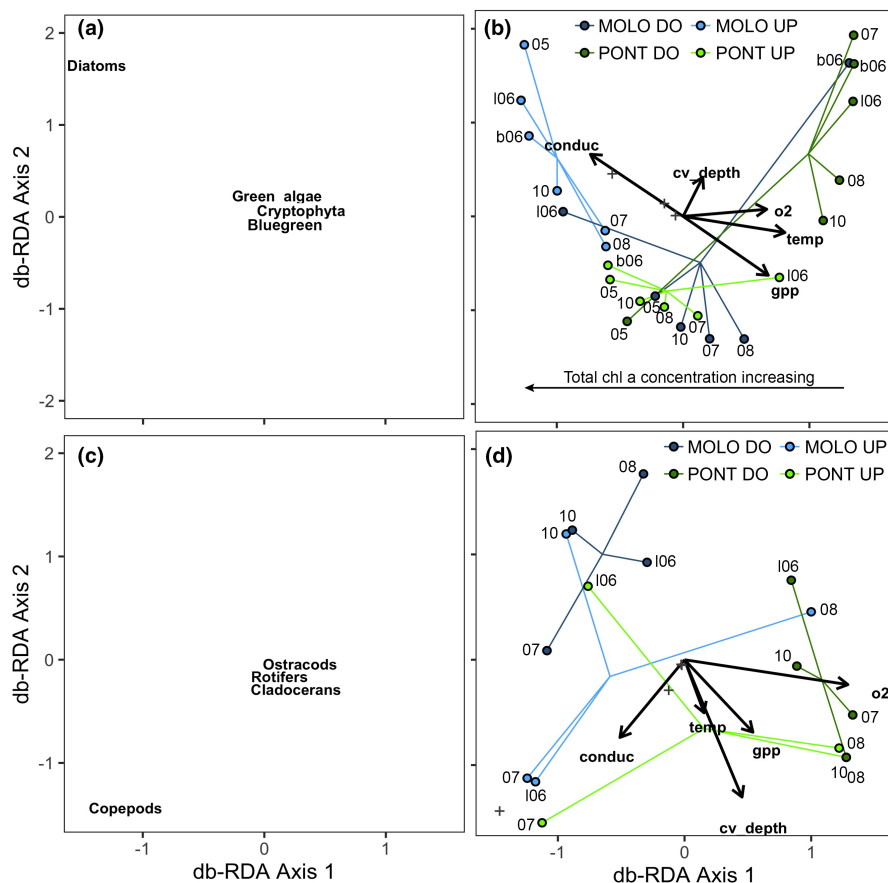 (a)
2
1
0
-1
-2
db-RDA Axis 2
Diatoms
Green_algae
Cryptophyta
Bluegreen
(b)
MOLO DO MOLO UP
PONT DO PONT UP
05
07
b06 b06
l06
l06
b06
conduc
cv_depth
08
10
l06
o2
10
07
temp
08
b06
l06
gpp
05
10 05
08 07
05
10
07 08
Total chl a concentration increasing
(c)
2
1
0
-1
db-RDA Axis 2
Ostracods
Rotifers
Cladocerans
Copepods
-1 0 1
db-RDA Axis 1
(d)
MOLO DO MOLO UP
PONT DO PONT UP
08
10
10
l06
l06
l06
08
07
10
o2
07
temp
gpp
conduc
08
10 08
07
l06
07
cv_depth
-1 0 1
db-RDA Axis 1